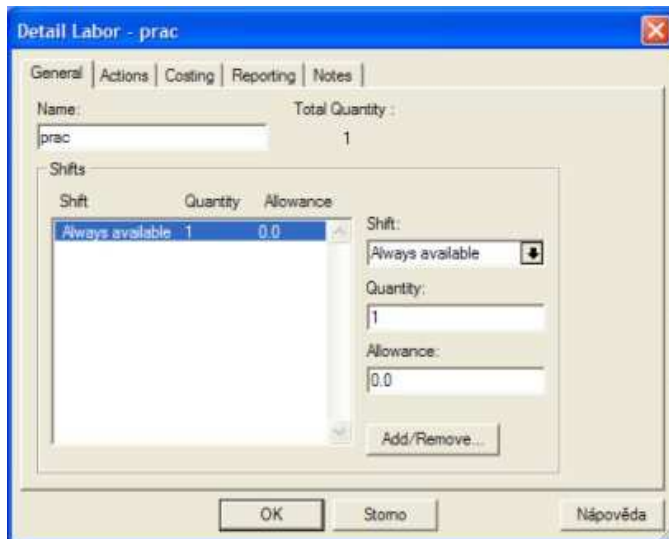 Detail Labor - prac
General Actions Costing Reporting Notes
Name: Total Quantity :
prac 1
Shifts
Shift Quantity Allowance
Always available 1 0.0
Shift:
Always available
Quantity:
1
Allowance:
0.0
Add/Remove...
OK Storno Nápověda